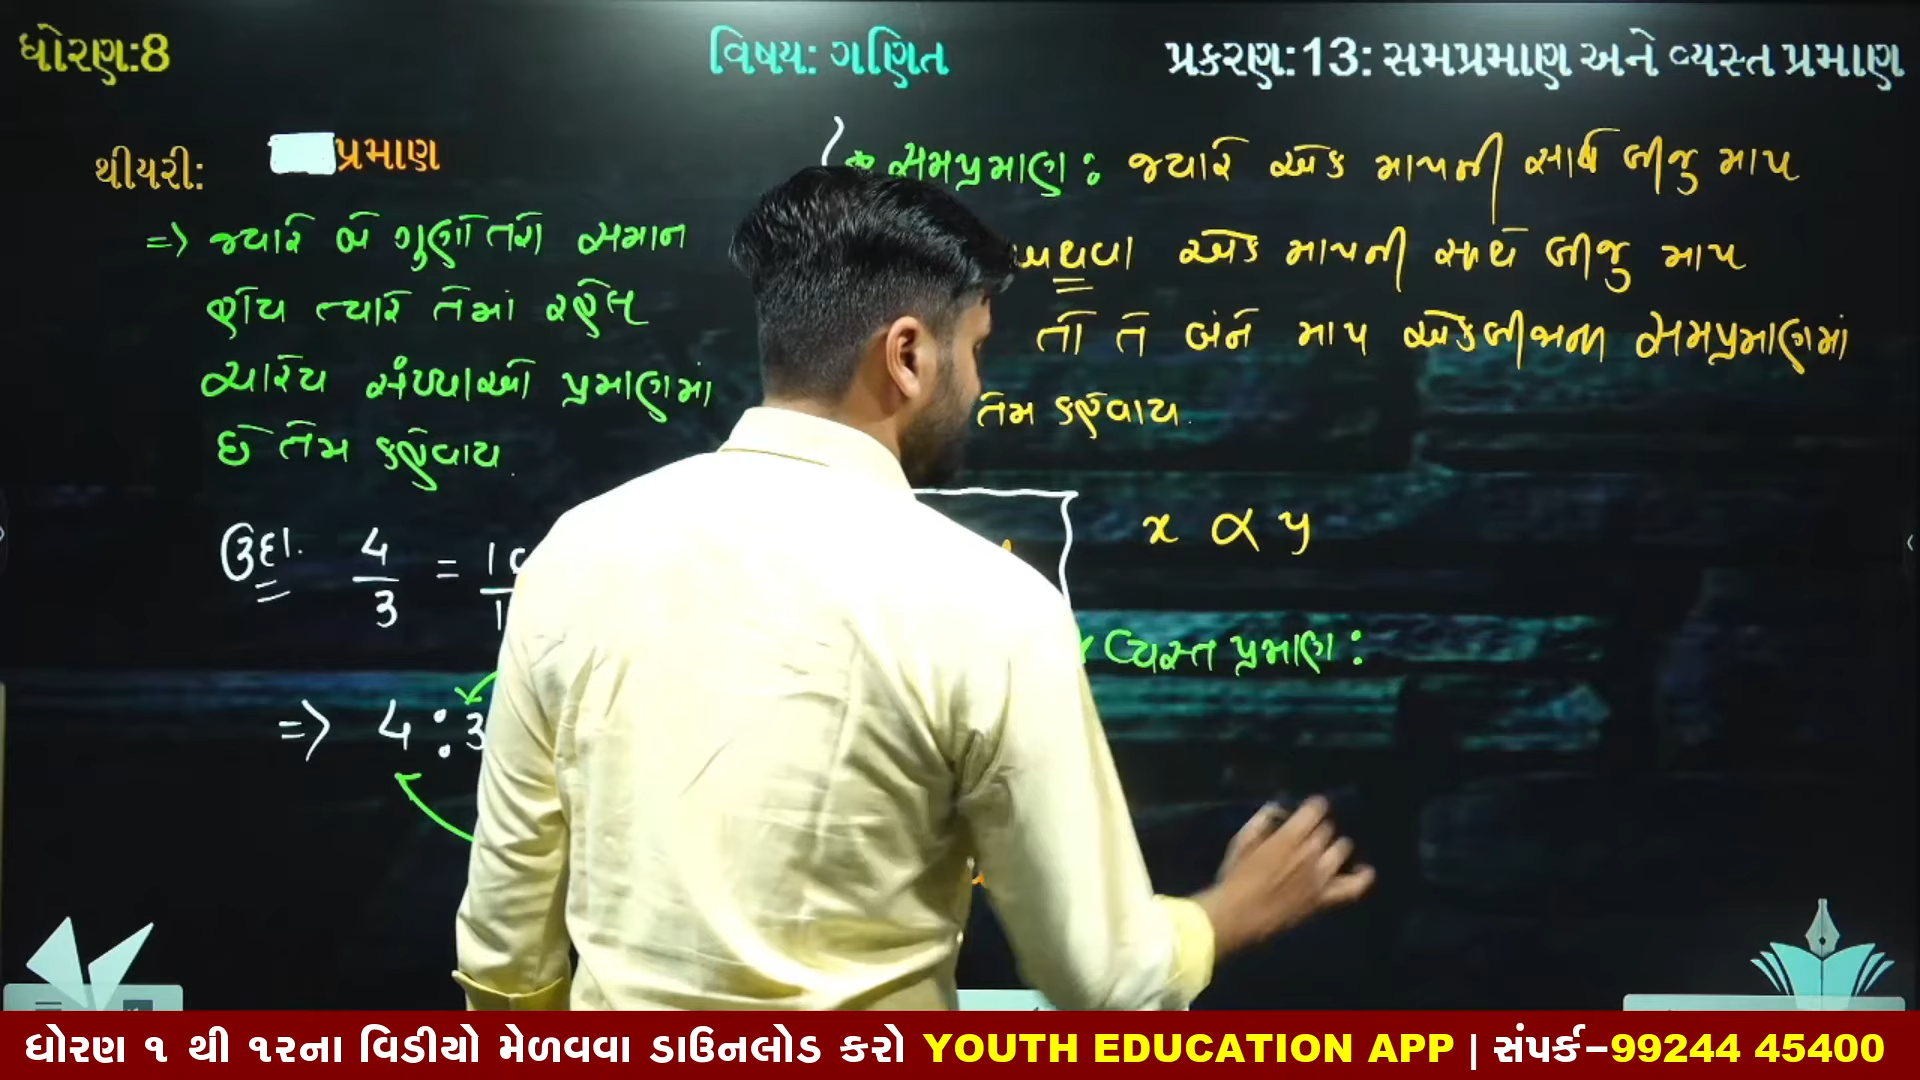 ધોરણ:8
વિષય: ગણિત
પ્રકરણ:13: સમપ્રમાણ અને વ્યસ્ત પ્રમાણ
થીયરી:
પ્રમાણ
=> જ્યારે બે ગુણોત્તરો સમાન
હોય ત્યારે તેમાં રહેલ
ચારેય સંખ્યાઓ પ્રમાણમાં
છે તેમ કહેવાય.
ઉદા. 4/3 =
=> 4 : 3
* સમપ્રમાણ : જ્યારે એક માપની સાથે બીજુ માપ
અથવા એક માપની સાથે બીજુ માપ
તો તે બંને માપ એકબીજાના સમપ્રમાણમાં
તેમ કહેવાય.
x ∝ y
* વ્યસ્ત પ્રમાણ :
ધોરણ ૧ થી ૧૨ના વિડીયો મેળવવા ડાઉનલોડ કરો YOUTH EDUCATION APP | સંપર્ક-99244 45400